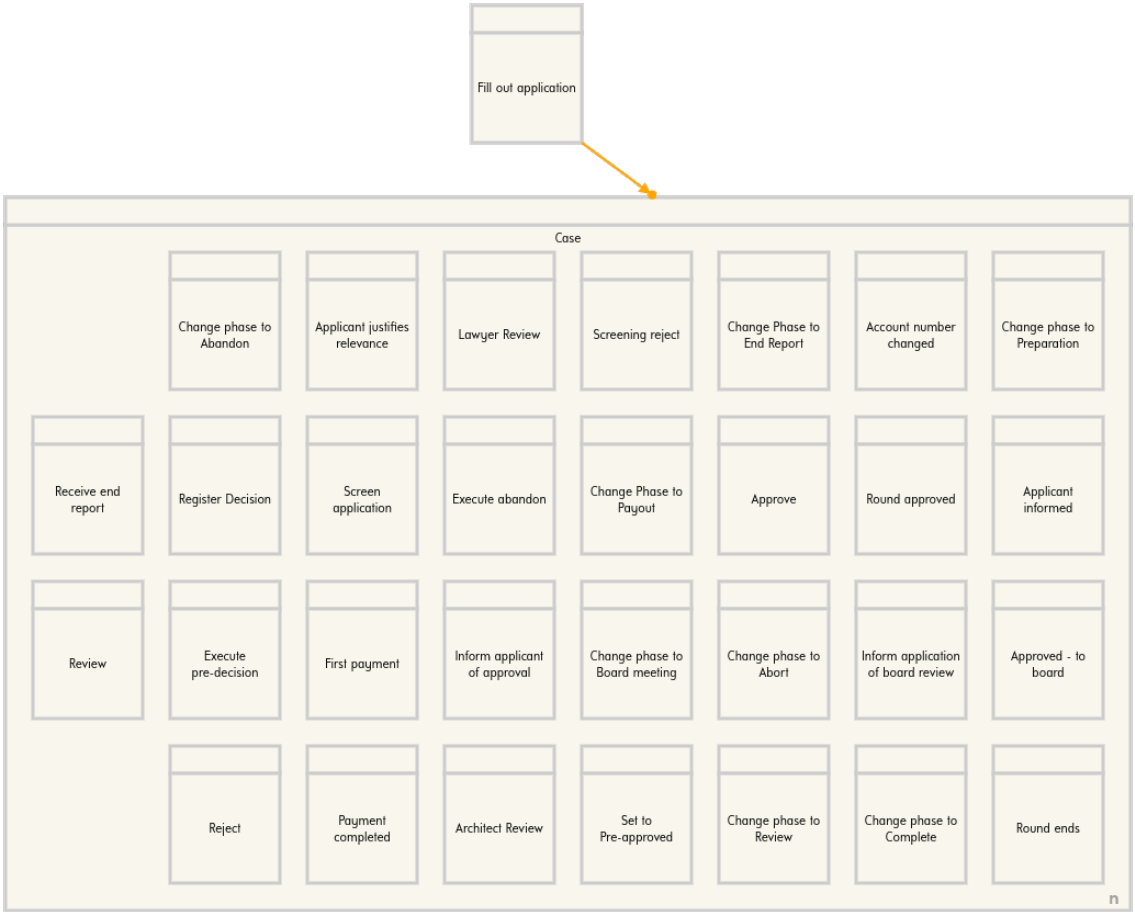 Fill out application
Case
Change phase to
Abandon
Applicant justifies
relevance
Lawyer Review
Screening reject
Change Phase to
End Report
Account number
changed
Change phase to
Preparation
Receive end
report
Register Decision
Screen
application
Execute abandon
Change Phase to
Payout
Approve
Round approved
Applicant
informed
Review
Execute
pre-decision
First payment
Inform applicant
of approval
Change phase to
Board meeting
Change phase to
Abort
Inform application
of board review
Approved - to
board
Reject
Payment
completed
Architect Review
Set to
Pre-approved
Change phase to
Review
Change phase to
Complete
Round ends
n